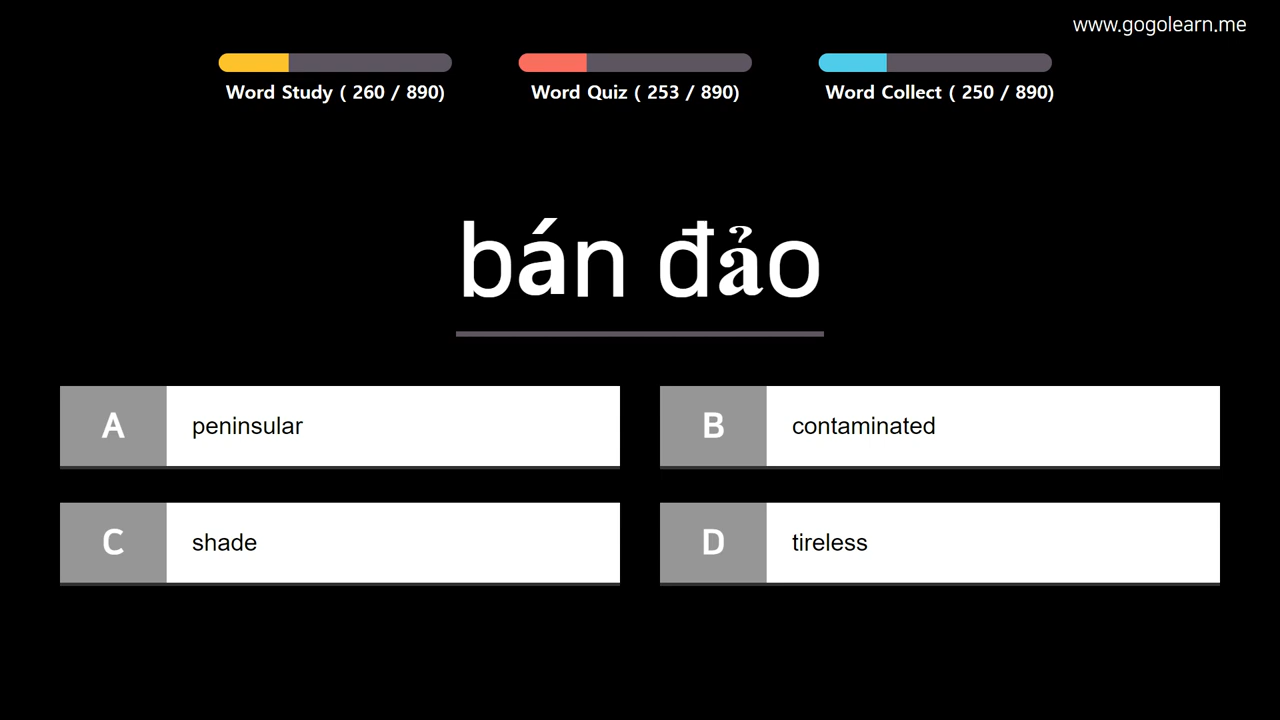 www.gogolearn.me
Word Study ( 260 / 890)
Word Quiz ( 253 / 890)
Word Collect ( 250 / 890)
bán đảo
A peninsular
B contaminated
C shade
D tireless